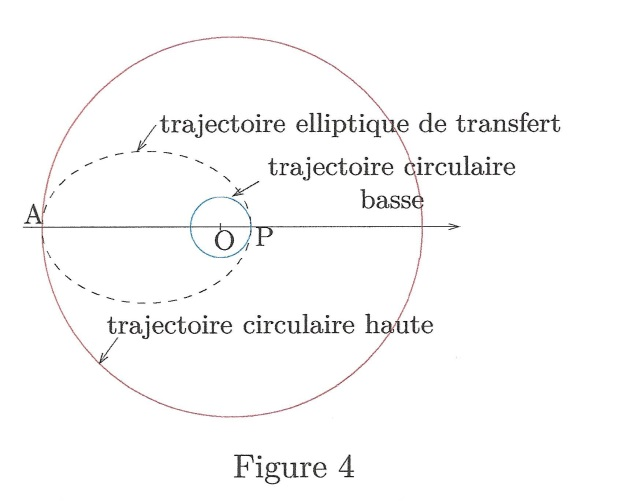 trajectoire elliptique de transfert
trajectoire circulaire
basse
A
O
P
trajectoire circulaire haute
Figure 4